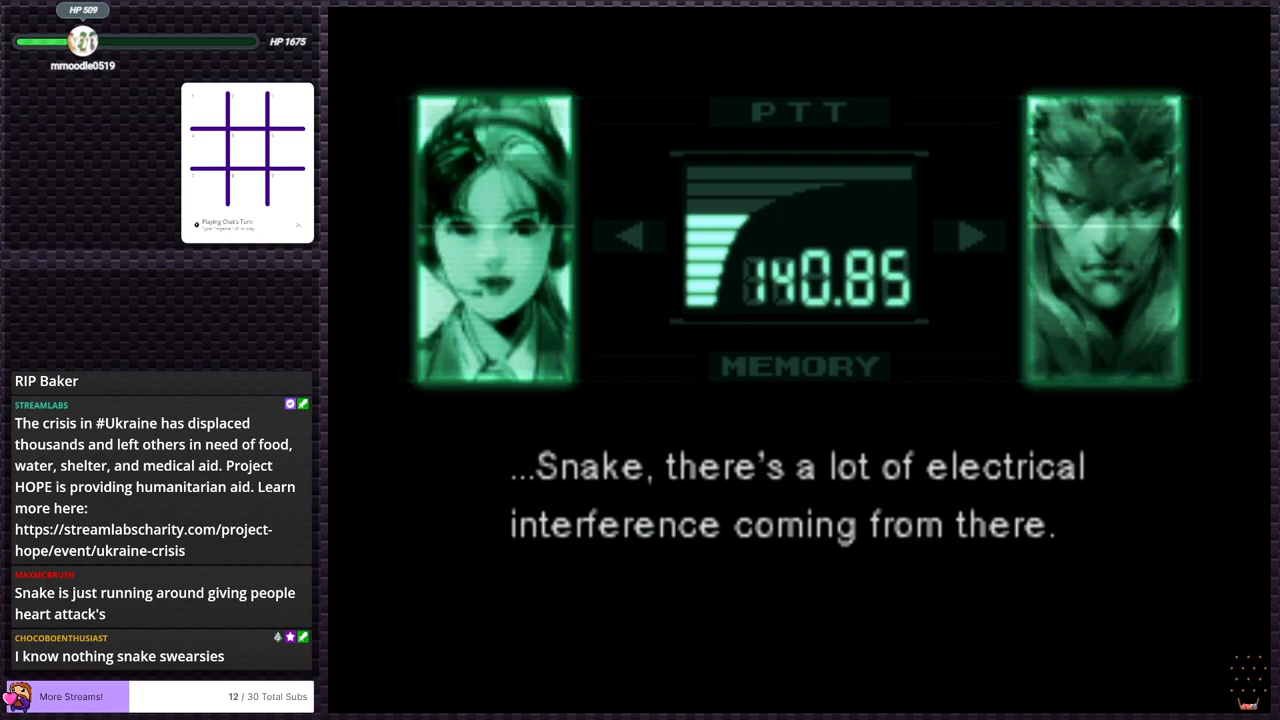 HP 509
HP 1675
mmoodle0519
1
4
5
7
Playing Chat's Turn
PTT
140.85
MEMORY
...Snake, there's a lot of electrical
interference coming from there.
RIP Baker
STREAMLABS
The crisis in #Ukraine has displaced
thousands and left others in need of food,
water, shelter, and medical aid. Project
HOPE is providing humanitarian aid. Learn
more here:
https://streamlabscharity.com/project-
hope/event/ukraine-crisis
MAXMCBRUSH
Snake is just running around giving people
heart attack's
CHOCOBOENTHUSIAST
I know nothing snake swearsies
More Streams!
12 / 30 Total Subs